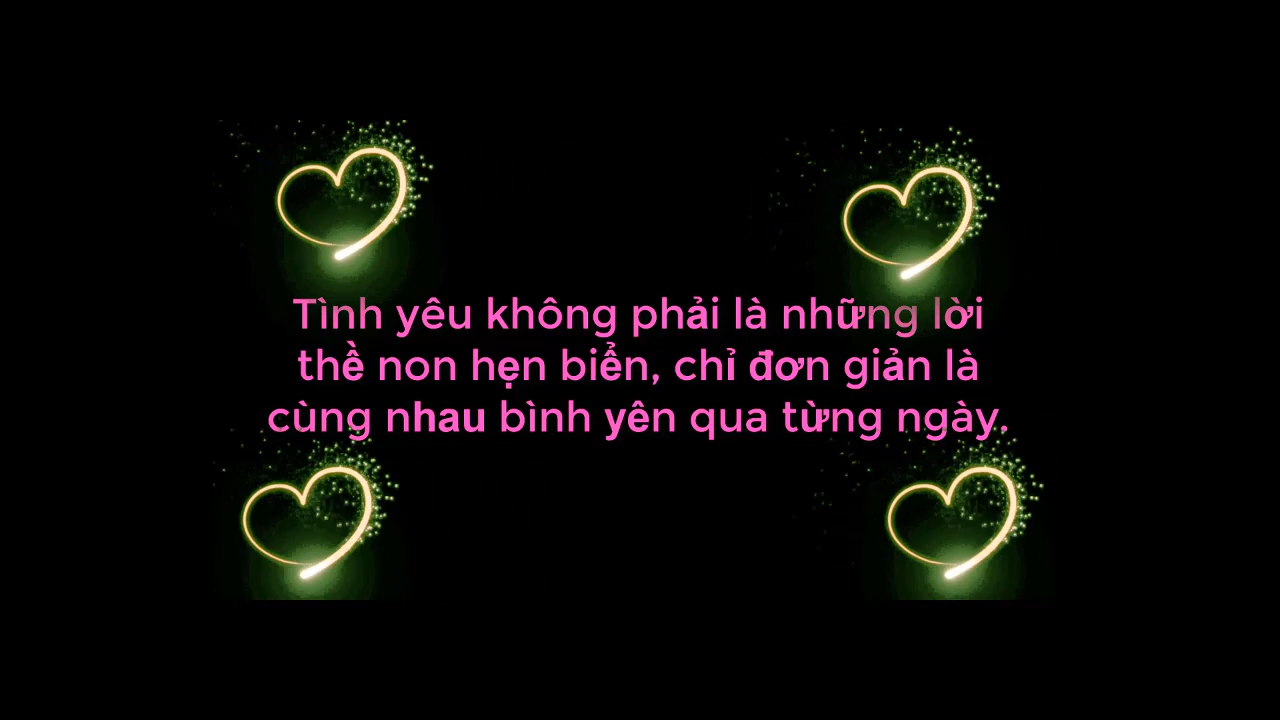 Tình yêu không phải là những lời
thề non hẹn biển, chỉ đơn giản là
cùng nhau bình yên qua từng ngày.